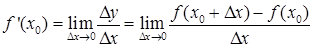 f'(x₀) = lim_{Δx→0} Δy/Δx = lim_{Δx→0} (f(x₀ + Δx) − f(x₀))/Δx